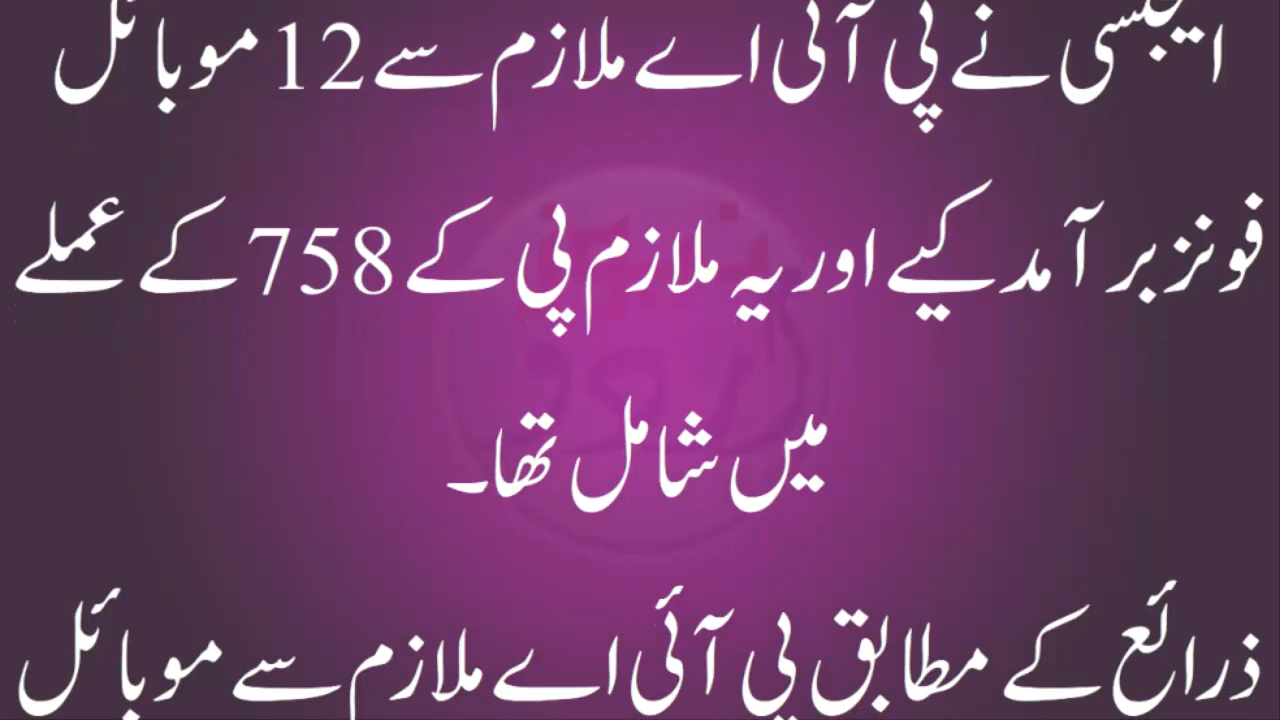 ایجنسی نے پی آئی اے ملازم سے 12 موبائل
فونز برآمد کیے اور یہ ملازم پی کے 758 کے عملے
میں شامل تھا۔
ذرائع کے مطابق پی آئی اے ملازم سے موبائل